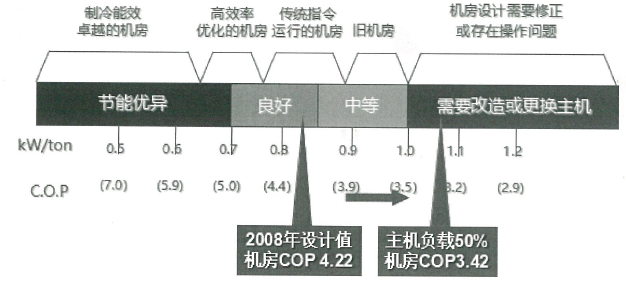 制冷能效
卓越的机房
高效率
优化的机房
传统指令
运行的机房
旧机房
机房设计需要修正
或存在操作问题
节能优异
良好
中等
需要改造或更换主机
kW/ton
0.5
0.6
0.7
0.8
0.9
1.0
1.1
1.2
C.O.P
(7.0)
(5.9)
(5.0)
(4.4)
(3.9)
(3.5)
3.2)
(2.9)
2008年设计值
机房COP 4.22
主机负载50%
机房COP3.42